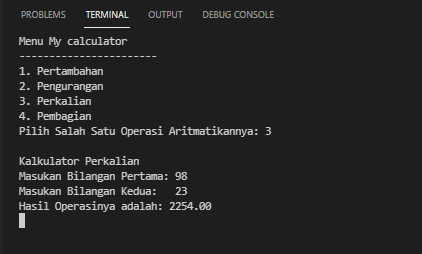 PROBLEMS TERMINAL OUTPUT DEBUG CONSOLE
Menu My calculator
-----------------------
1. Pertambahan
2. Pengurangan
3. Perkalian
4. Pembagian
Pilih Salah Satu Operasi Aritmatikannya: 3
Kalkulator Perkalian
Masukan Bilangan Pertama: 98
Masukan Bilangan Kedua:   23
Hasil Operasinya adalah: 2254.00